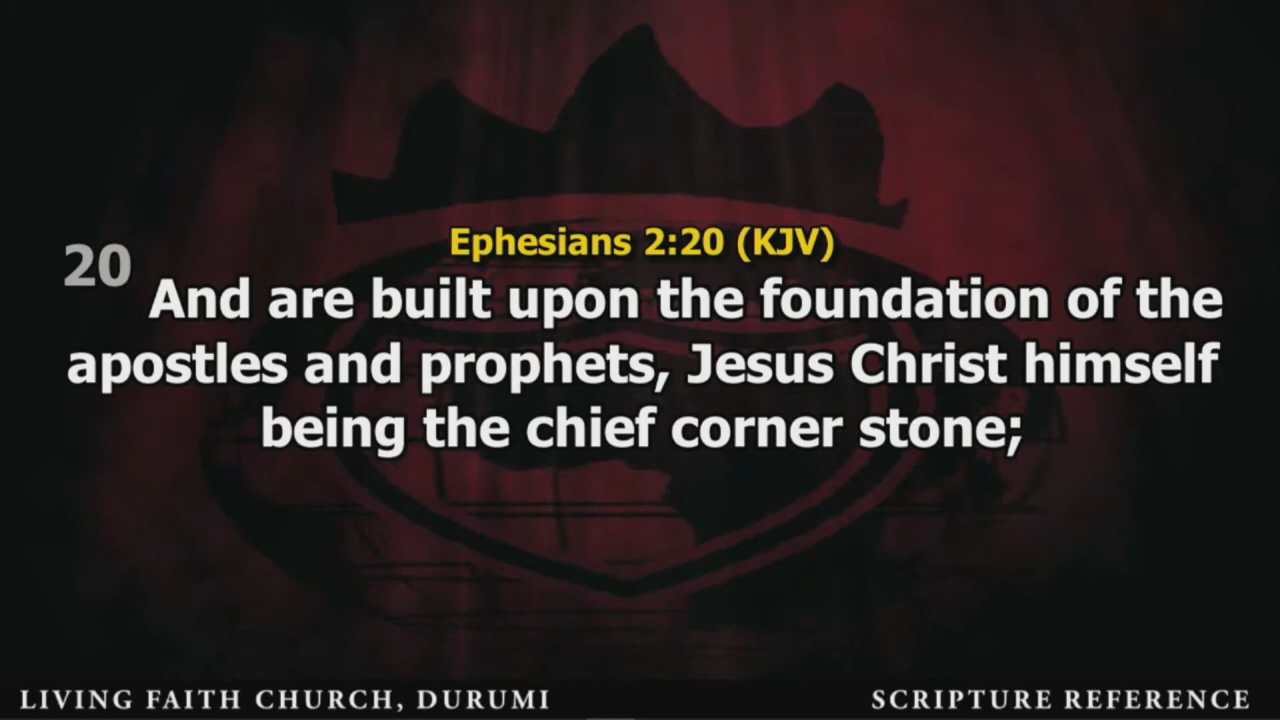 Ephesians 2:20 (KJV)
20 And are built upon the foundation of the
apostles and prophets, Jesus Christ himself
being the chief corner stone;
LIVING FAITH CHURCH, DURUMI
SCRIPTURE REFERENCE